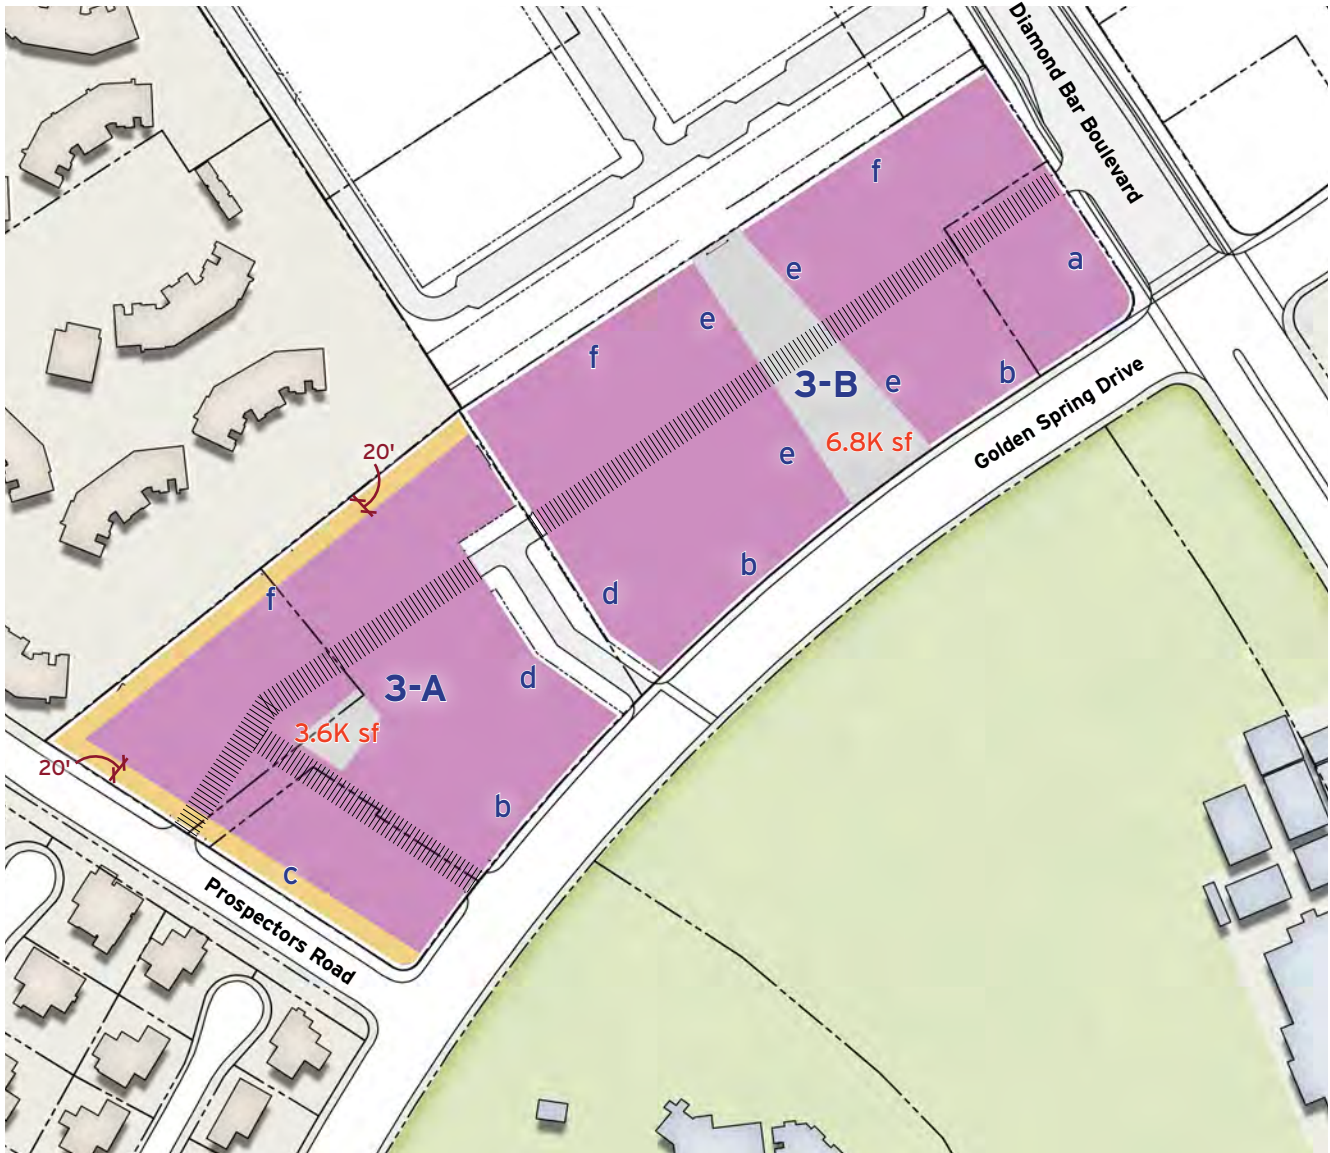 Diamond Bar Boulevard
f
a
e
e
f
3-B
e
b
6.8K sf
Golden Spring Drive
20'
e
b
d
f
d
3-A
3.6K sf
20'
b
c
Prospectors Road